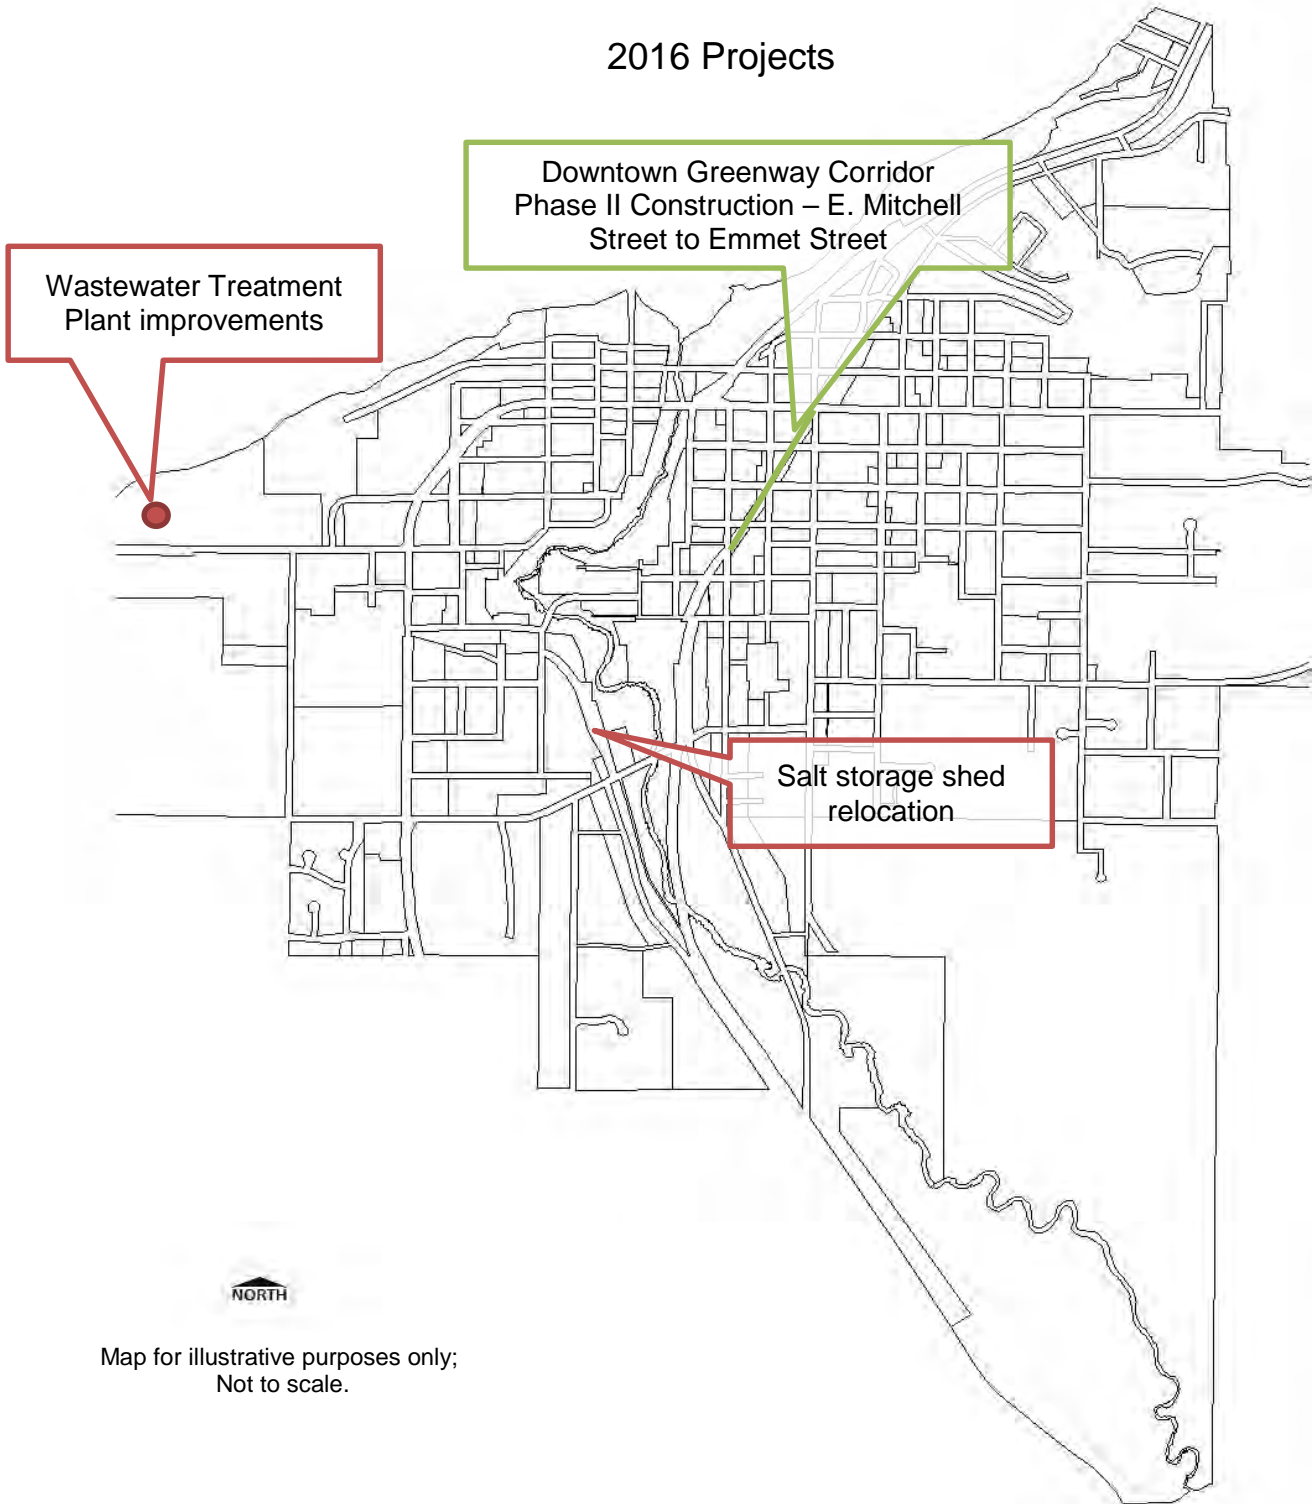 2016 Projects
Downtown Greenway Corridor
Phase II Construction – E. Mitchell
Street to Emmet Street
Wastewater Treatment
Plant improvements
Salt storage shed
relocation
NORTH
Map for illustrative purposes only;
Not to scale.